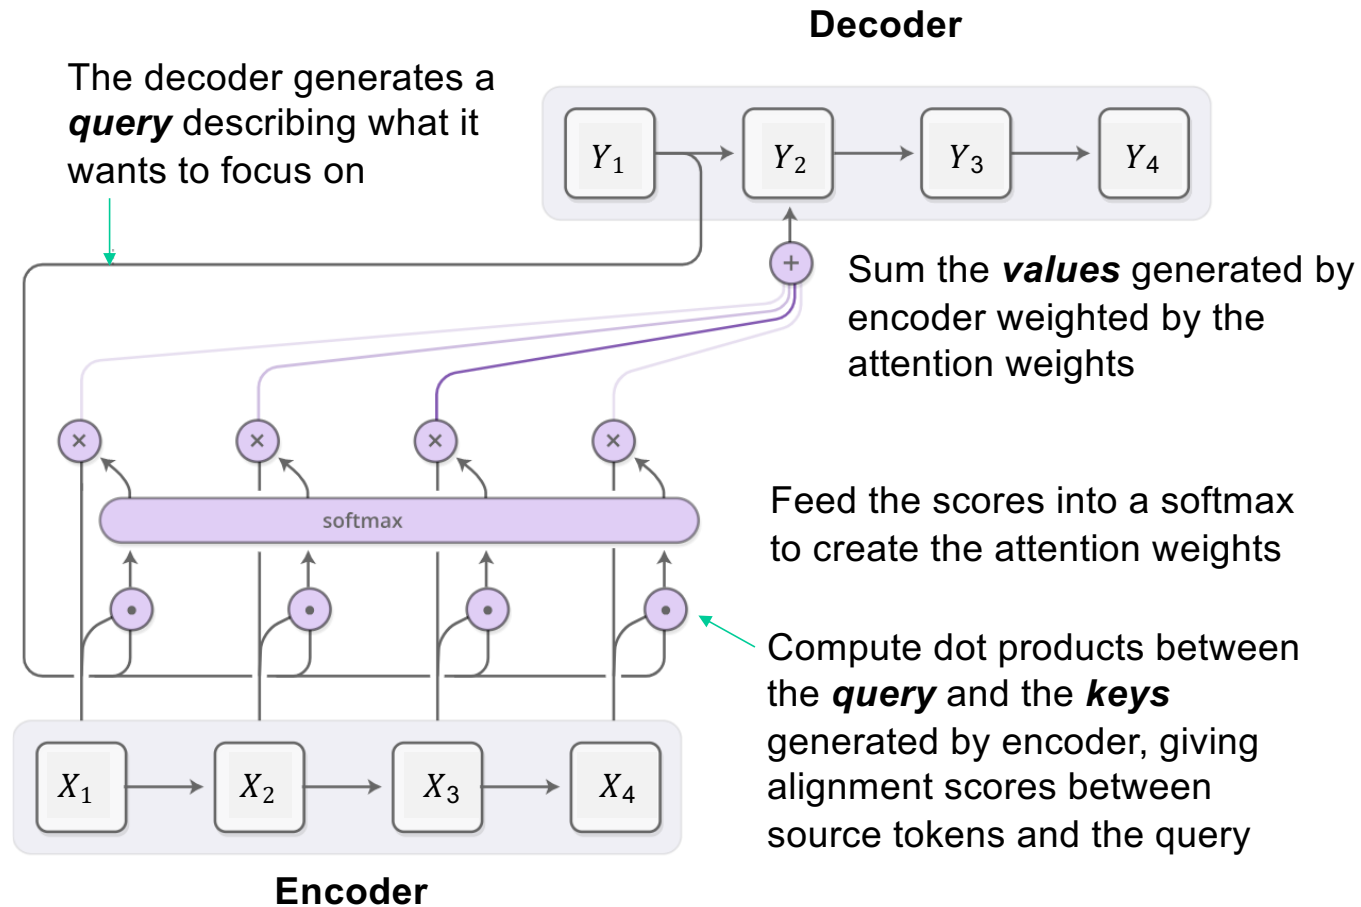 Decoder
The decoder generates a
query describing what it
wants to focus on
Y1
Y2
Y3
Y4
+
Sum the values generated by
encoder weighted by the
attention weights
× × × ×
Feed the scores into a softmax
to create the attention weights
softmax
Compute dot products between
the query and the keys
generated by encoder, giving
alignment scores between
source tokens and the query
X1
X2
X3
X4
Encoder